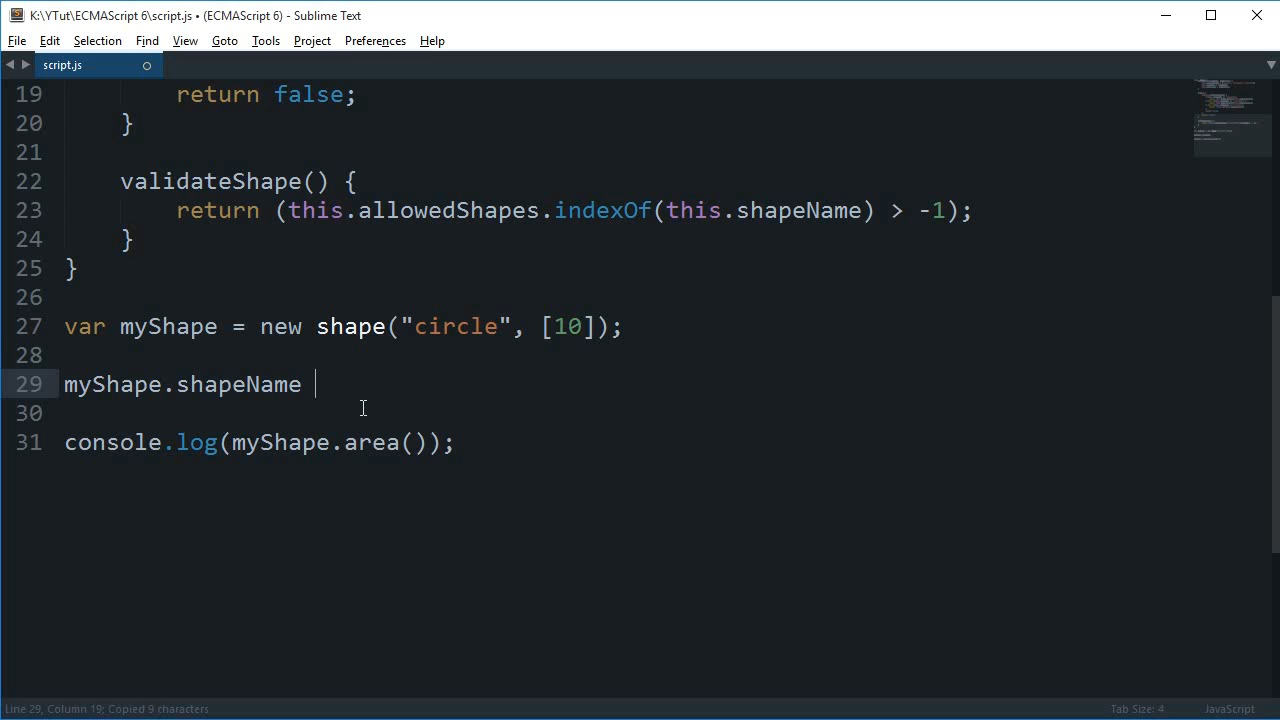 K:\YTut\ECMAScript 6\script.js • (ECMAScript 6) - Sublime Text
File Edit Selection Find View Goto Tools Project Preferences Help
script.js
19 return false;
20 }
21
22 validateShape() {
23 return (this.allowedShapes.indexOf(this.shapeName) > -1);
24 }
25 }
26
27 var myShape = new shape("circle", [10]);
28
29 myShape.shapeName
30
31 console.log(myShape.area());
Line 29, Column 19; Copied 9 characters
Tab Size: 4
JavaScript